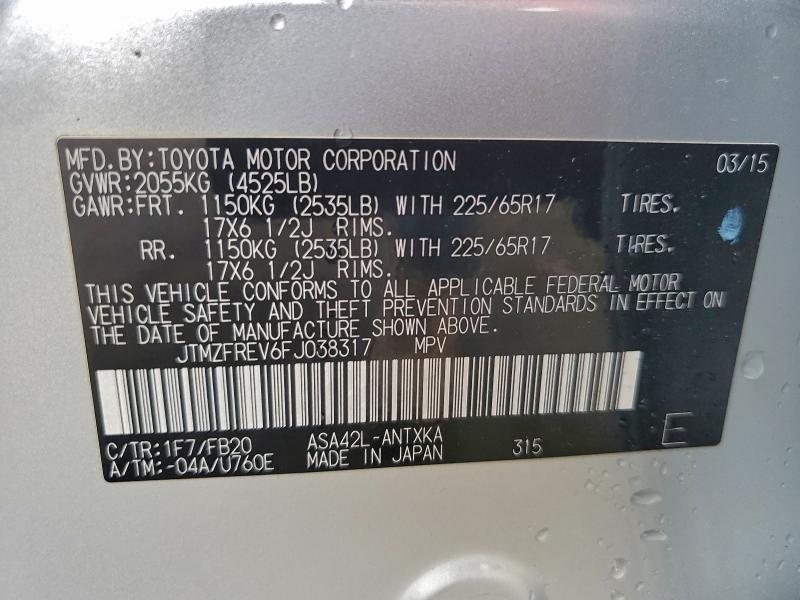 MFD.BY:TOYOTA MOTOR CORPORATION 03/15
GVWR:2055KG (4525LB)
GAWR:FRT. 1150KG (2535LB) WITH 225/65R17 TIRES.
17X6 1/2J RIMS.
RR. 1150KG (2535LB) WITH 225/65R17 TIRES.
17X6 1/2J RIMS.
THIS VEHICLE CONFORMS TO ALL APPLICABLE FEDERAL MOTOR
VEHICLE SAFETY AND THEFT PREVENTION STANDARDS IN EFFECT ON
THE DATE OF MANUFACTURE SHOWN ABOVE.
JTMZFREV6FJ038317 MPV
C/TR:1F7/FB20 ASA42L-ANTXKA
A/TM:-04A/U760E MADE IN JAPAN 315 E